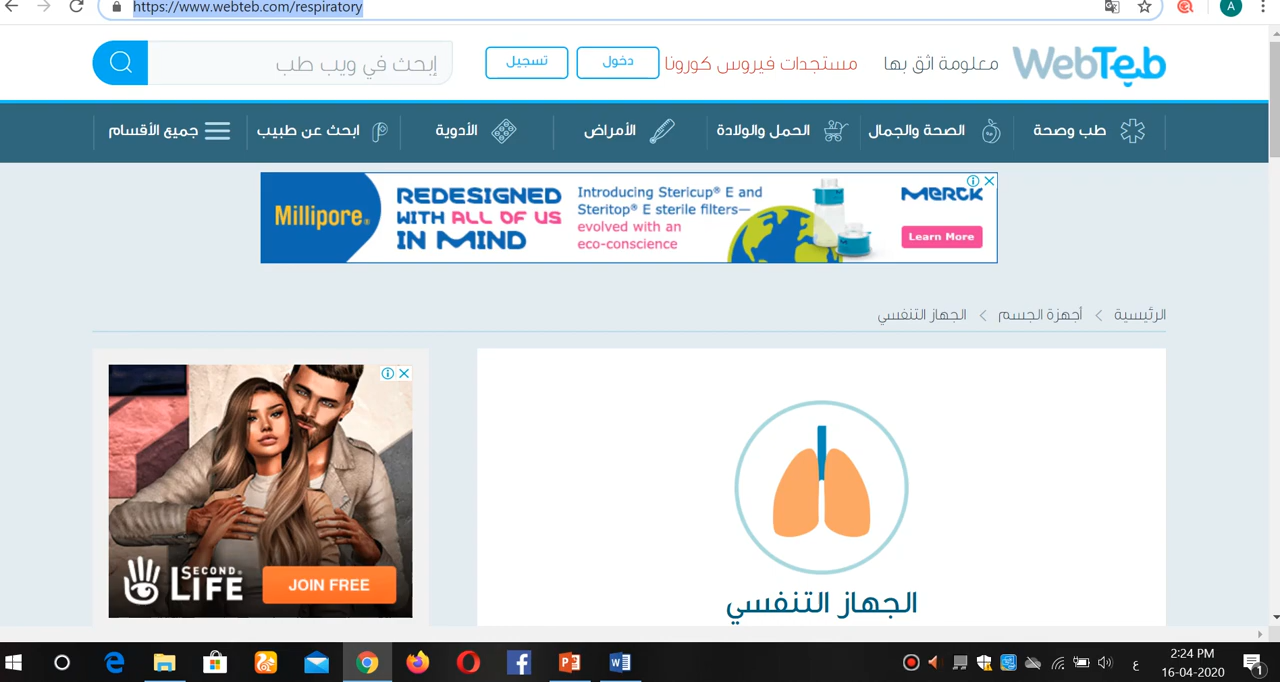 https://www.webteb.com/respiratory
A
WebTeb
معلومة اثق بها
مستجدات فيروس كورونا
دخول
تسجيل
إبحث في ويب طب
طب وصحة
الصحة والجمال
الحمل والولادة
الأمراض
الأدوية
ابحث عن طبيب
جميع الأقسام
Millipore®
REDESIGNED
WITH ALL OF US
IN MIND
Introducing Stericup® E and
Steritop® E sterile filters—
evolved with an
eco-conscience
MERCK
Learn More
الرئيسية
أجهزة الجسم
الجهاز التنفسي
SECOND
LIFE
JOIN FREE
الجهاز التنفسي
ع
2:24 PM
16-04-2020
1